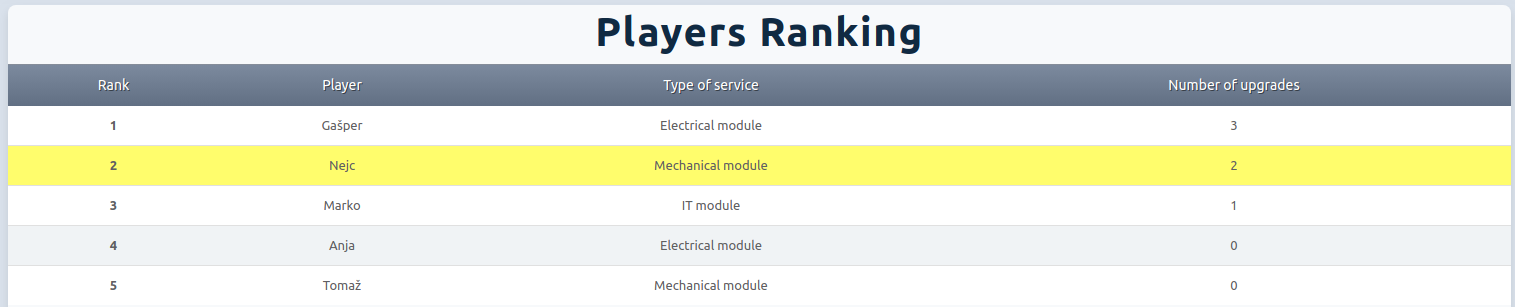 Players Ranking
Rank Player Type of service Number of upgrades
1 Gašper Electrical module 3
2 Nejc Mechanical module 2
3 Marko IT module 1
4 Anja Electrical module 0
5 Tomaž Mechanical module 0